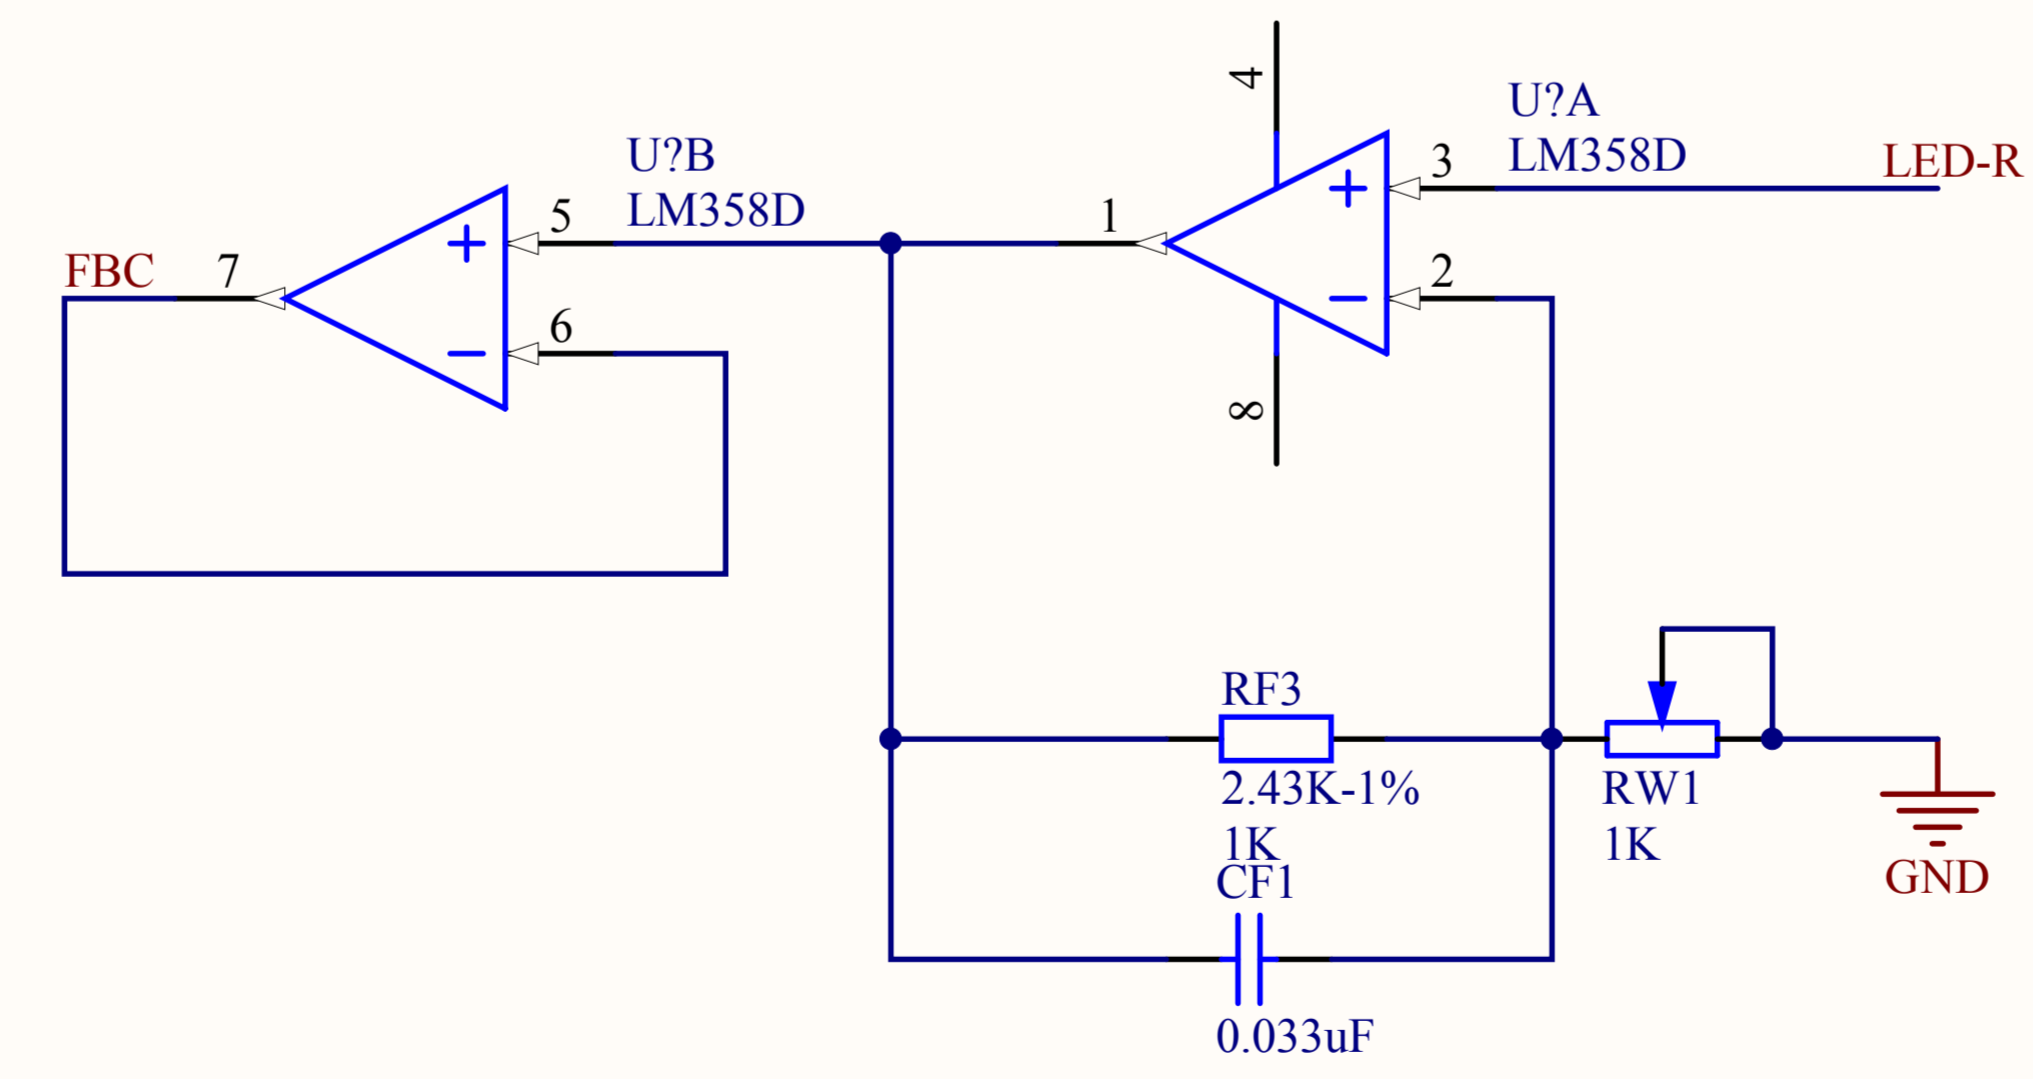 4
U?A
LM358D
3
LED-R
U?B
LM358D
5
1
2
FBC
7
6
8
RF3
2.43K-1%
1K
CF1
0.033uF
RW1
1K
GND